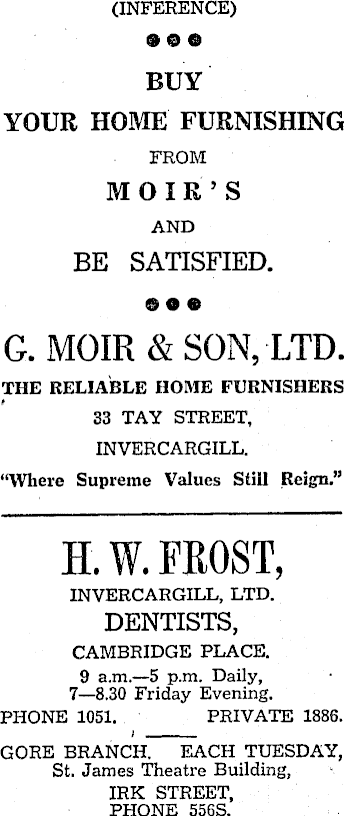 (INFERENCE)
BUY
YOUR HOME FURNISHING
FROM
MOIR'S
AND
BE SATISFIED.
G. MOIR & SON, LTD.
THE RELIABLE HOME FURNISHERS
33 TAY STREET,
INVERCARGILL.
"Where Supreme Values Still Reign."
H. W. FROST,
INVERCARGILL, LTD.
DENTISTS,
CAMBRIDGE PLACE.
9 a.m.—5 p.m. Daily,
7—8.30 Friday Evening.
PHONE 1051. PRIVATE 1886.
GORE BRANCH. EACH TUESDAY,
St. James Theatre Building,
IRK STREET,
PHONE 556S.